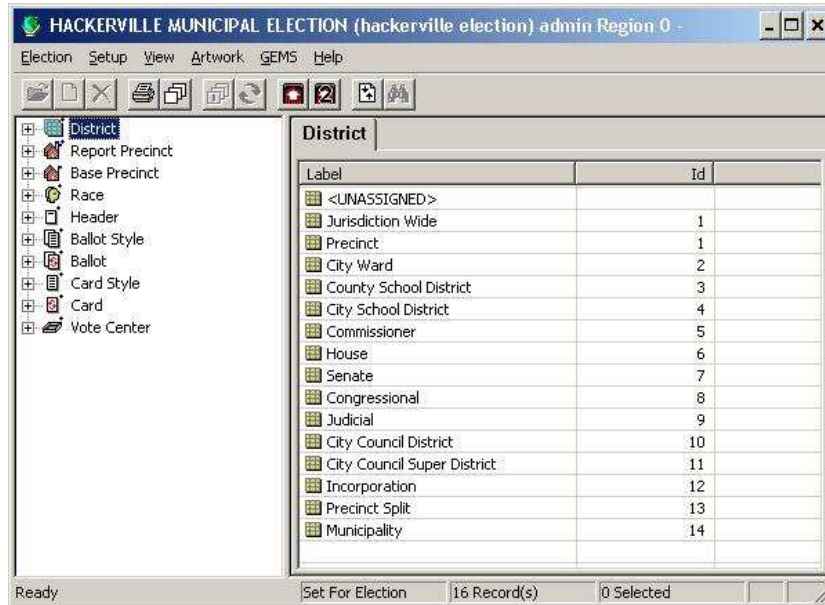 HACKERVILLE MUNICIPAL ELECTION (hackerville election) admin Region 0 -
Election Setup View Artwork GEMS Help
District
Report Precinct
Base Precinct
Race
Header
Ballot Style
Ballot
Card Style
Card
Vote Center
District
Label Id
<UNASSIGNED>
Jurisdiction Wide 1
Precinct 1
City Ward 2
County School District 3
City School District 4
Commissioner 5
House 6
Senate 7
Congressional 8
Judicial 9
City Council District 10
City Council Super District 11
Incorporation 12
Precinct Split 13
Municipality 14
Ready Set For Election 16 Record(s) 0 Selected